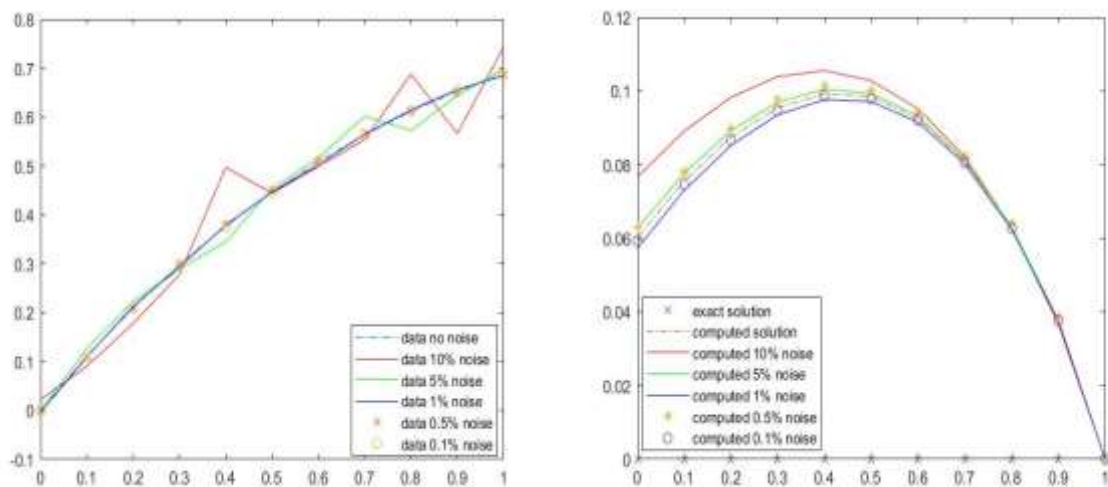 0.8
0.7
0.6
0.5
0.4
0.3
0.2
0.1
0
-0.1
0 0.1 0.2 0.3 0.4 0.5 0.6 0.7 0.8 0.9 1
data no noise
data 10% noise
data 5% noise
data 1% noise
data 0.5% noise
data 0.1% noise
0.12
0.1
0.08
0.06
0.04
0.02
0
0 0.1 0.2 0.3 0.4 0.5 0.6 0.7 0.8 0.9 1
exact solution
computed solution
computed 10% noise
computed 5% noise
computed 1% noise
computed 0.5% noise
computed 0.1% noise